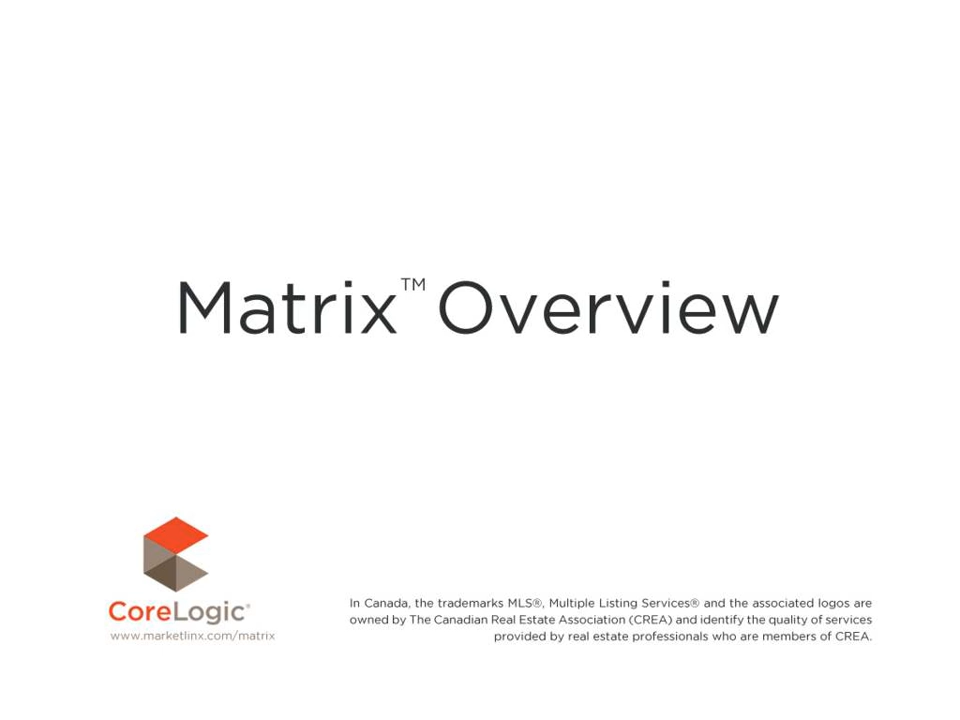 Matrix™ Overview
CoreLogic®
www.marketlinx.com/matrix
In Canada, the trademarks MLS®, Multiple Listing Services® and the associated logos are
owned by The Canadian Real Estate Association (CREA) and identify the quality of services
provided by real estate professionals who are members of CREA.